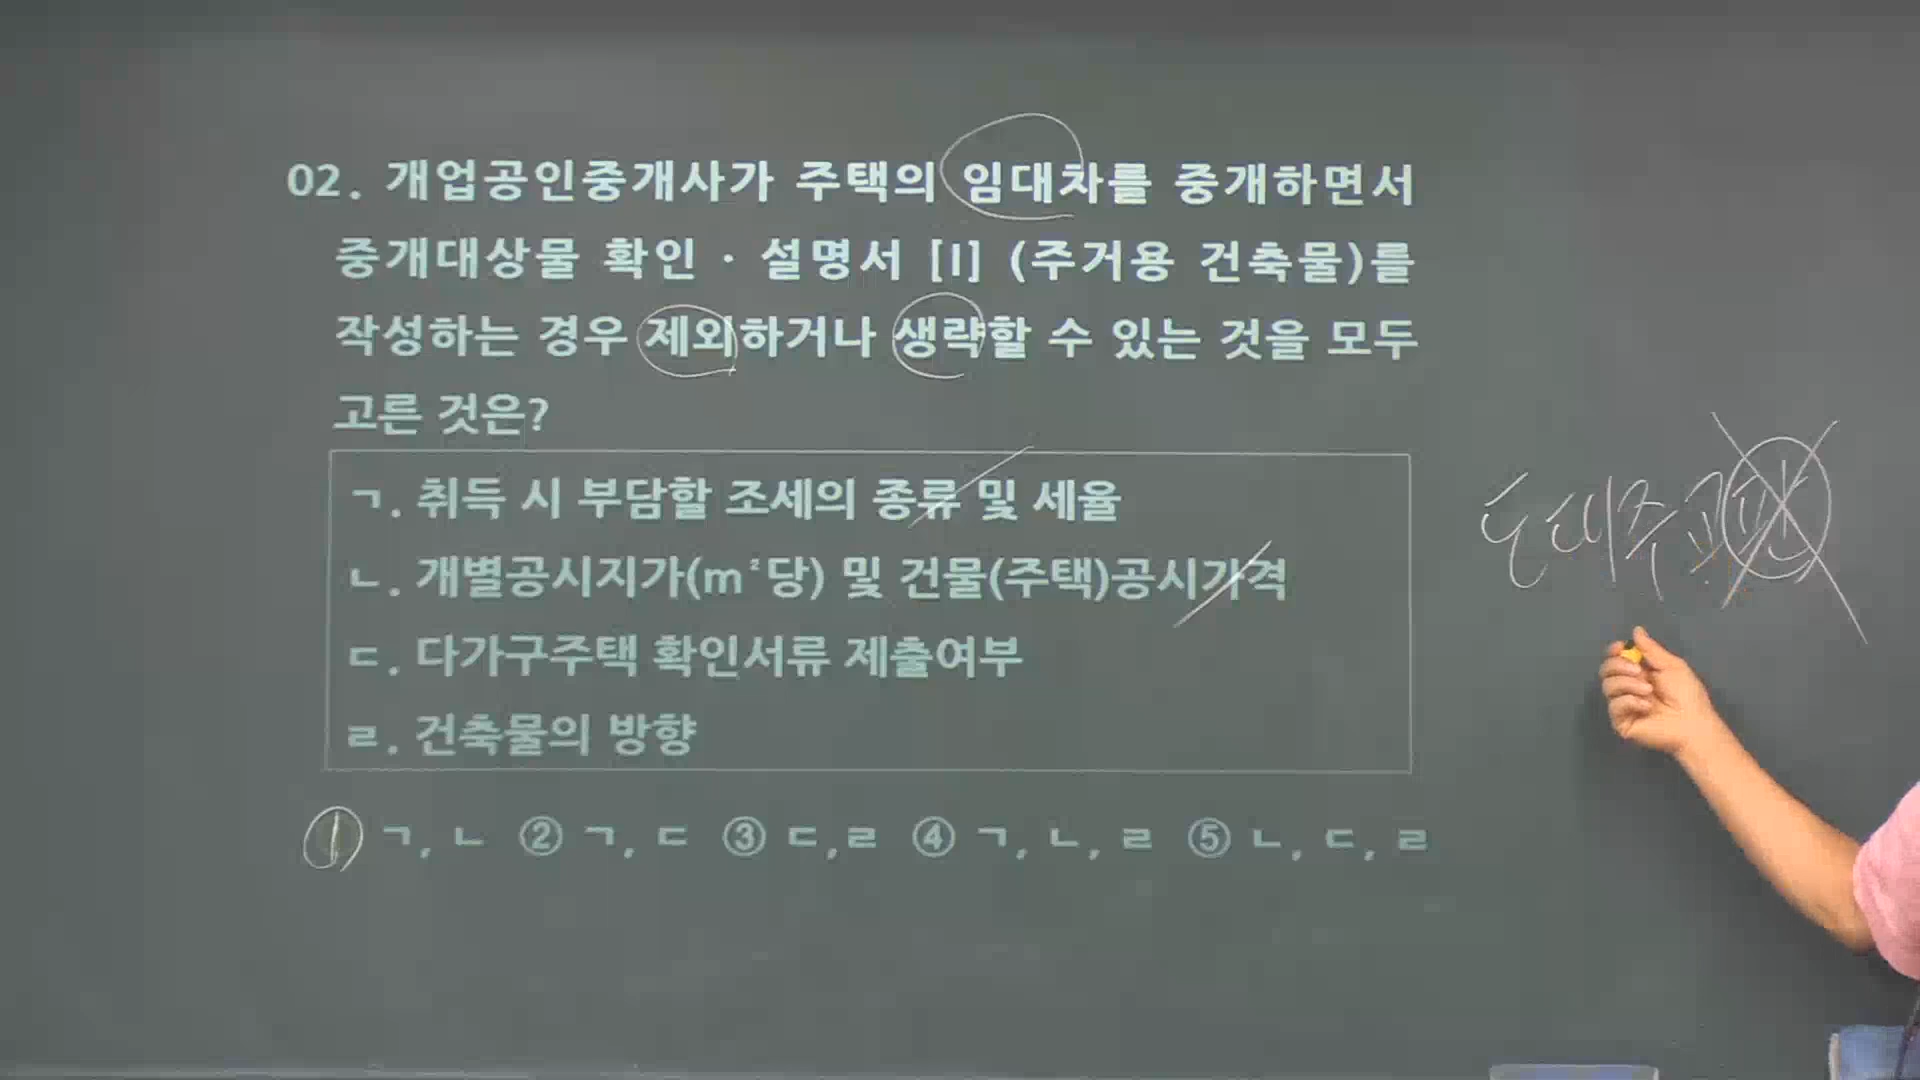 02. 개업공인중개사가 주택의 임대차를 중개하면서
중개대상물 확인 · 설명서 [I] (주거용 건축물)를
작성하는 경우 제외하거나 생략할 수 있는 것을 모두
고른 것은?
ㄱ. 취득 시 부담할 조세의 종류 및 세율
ㄴ. 개별공시지가(m²당) 및 건물(주택)공시가격
ㄷ. 다가구주택 확인서류 제출여부
ㄹ. 건축물의 방향
① ㄱ, ㄴ ② ㄱ, ㄷ ③ ㄷ,ㄹ ④ ㄱ, ㄴ, ㄹ ⑤ ㄴ, ㄷ, ㄹ